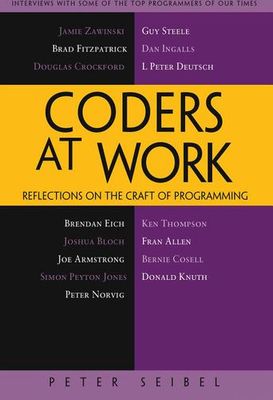 INTERVIEWS WITH SOME OF THE TOP PROGRAMMERS OF OUR TIMES
JAMIE ZAWINSKI
BRAD FITZPATRICK
DOUGLAS CROCKFORD
GUY STEELE
DAN INGALLS
L PETER DEUTSCH
CODERS
AT WORK
REFLECTIONS ON THE CRAFT OF PROGRAMMING
BRENDAN EICH
JOSHUA BLOCH
JOE ARMSTRONG
SIMON PEYTON JONES
PETER NORVIG
KEN THOMPSON
FRAN ALLEN
BERNIE COSELL
DONALD KNUTH
PETER SEIBEL